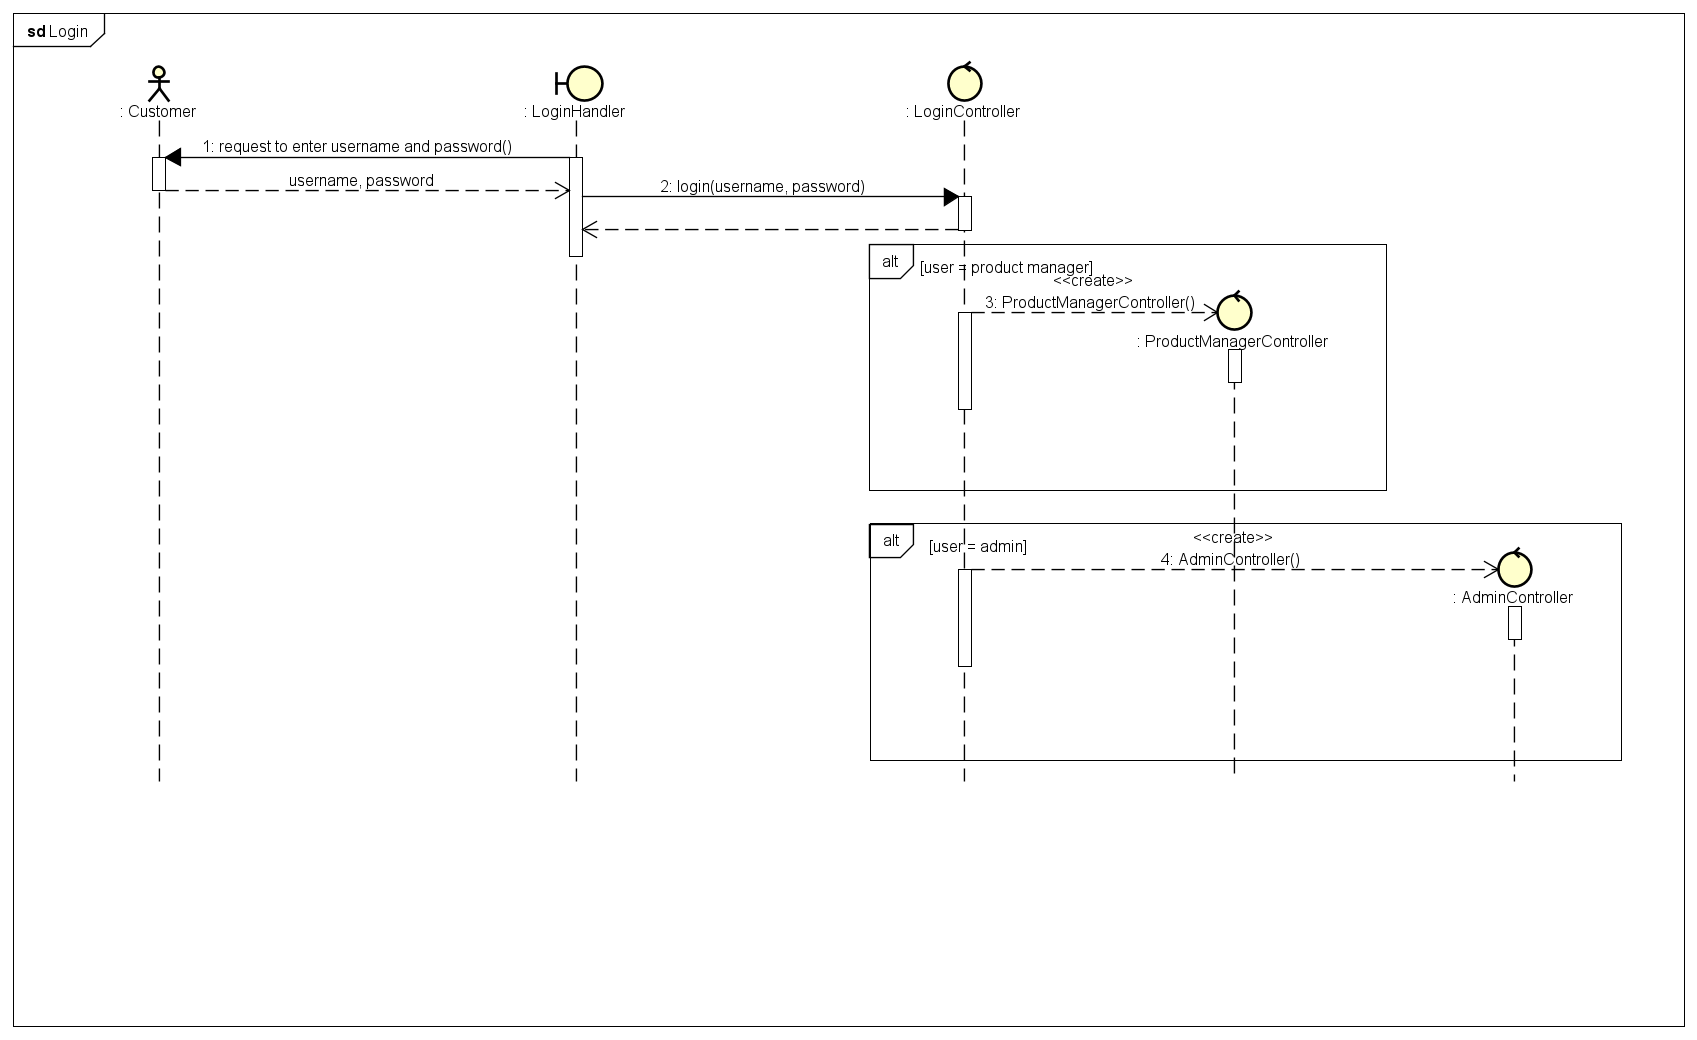 sd Login
: Customer
: LoginHandler
: LoginController
1: request to enter username and password()
username, password
2: login(username, password)
alt
[user = product manager]
<<create>>
3: ProductManagerController()
: ProductManagerController
alt
[user = admin]
<<create>>
4: AdminController()
: AdminController